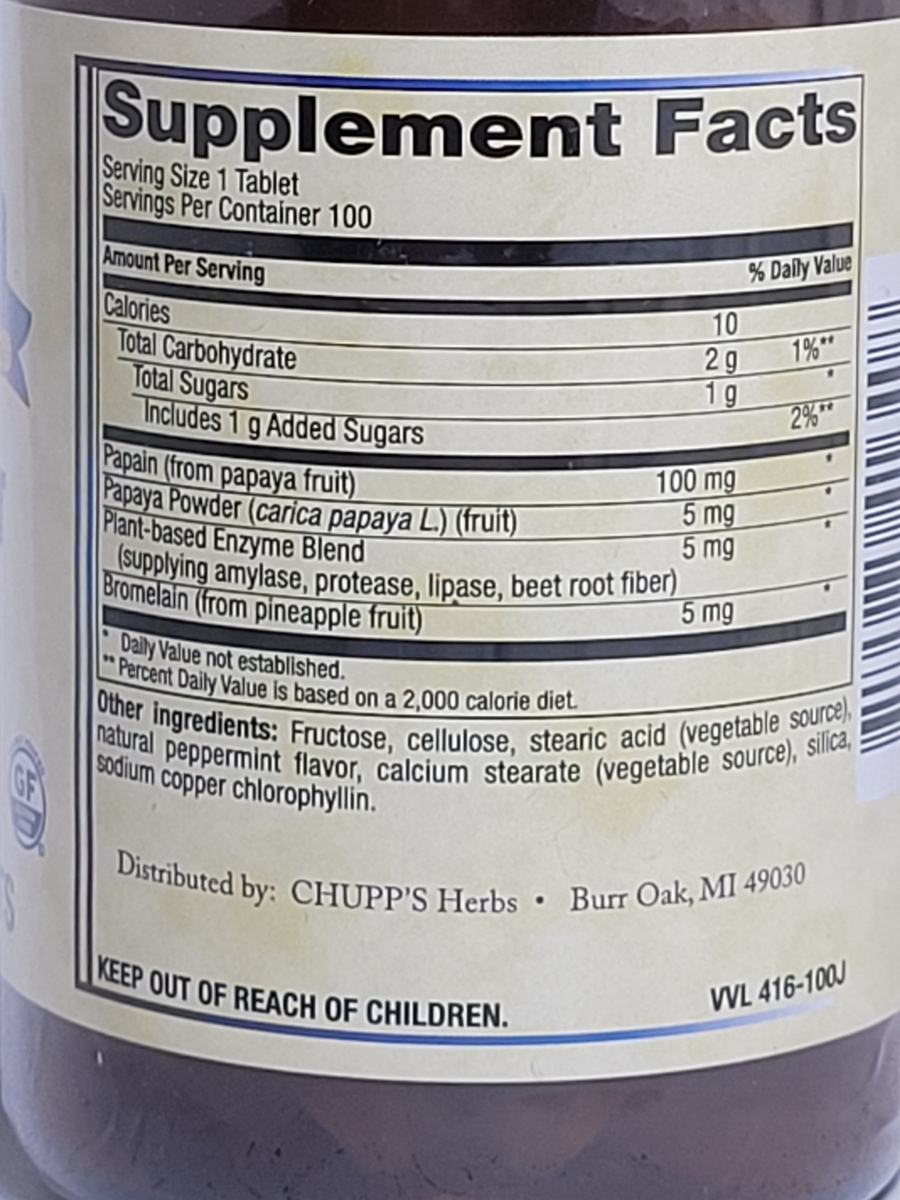 Supplement Facts
Serving Size 1 Tablet
Servings Per Container 100
Amount Per Serving % Daily Value
Calories 10
Total Carbohydrate 2 g 1%**
Total Sugars 1 g *
Includes 1 g Added Sugars 2%**
Papain (from papaya fruit) 100 mg *
Papaya Powder (carica papaya L.) (fruit) 5 mg *
Plant-based Enzyme Blend 5 mg *
(supplying amylase, protease, lipase, beet root fiber)
Bromelain (from pineapple fruit) 5 mg *
* Daily Value not established.
** Percent Daily Value is based on a 2,000 calorie diet.
Other ingredients: Fructose, cellulose, stearic acid (vegetable source),
natural peppermint flavor, calcium stearate (vegetable source), silica,
sodium copper chlorophyllin.
GF
Distributed by: CHUPP'S Herbs • Burr Oak, MI 49030
KEEP OUT OF REACH OF CHILDREN. VVL 416-100J